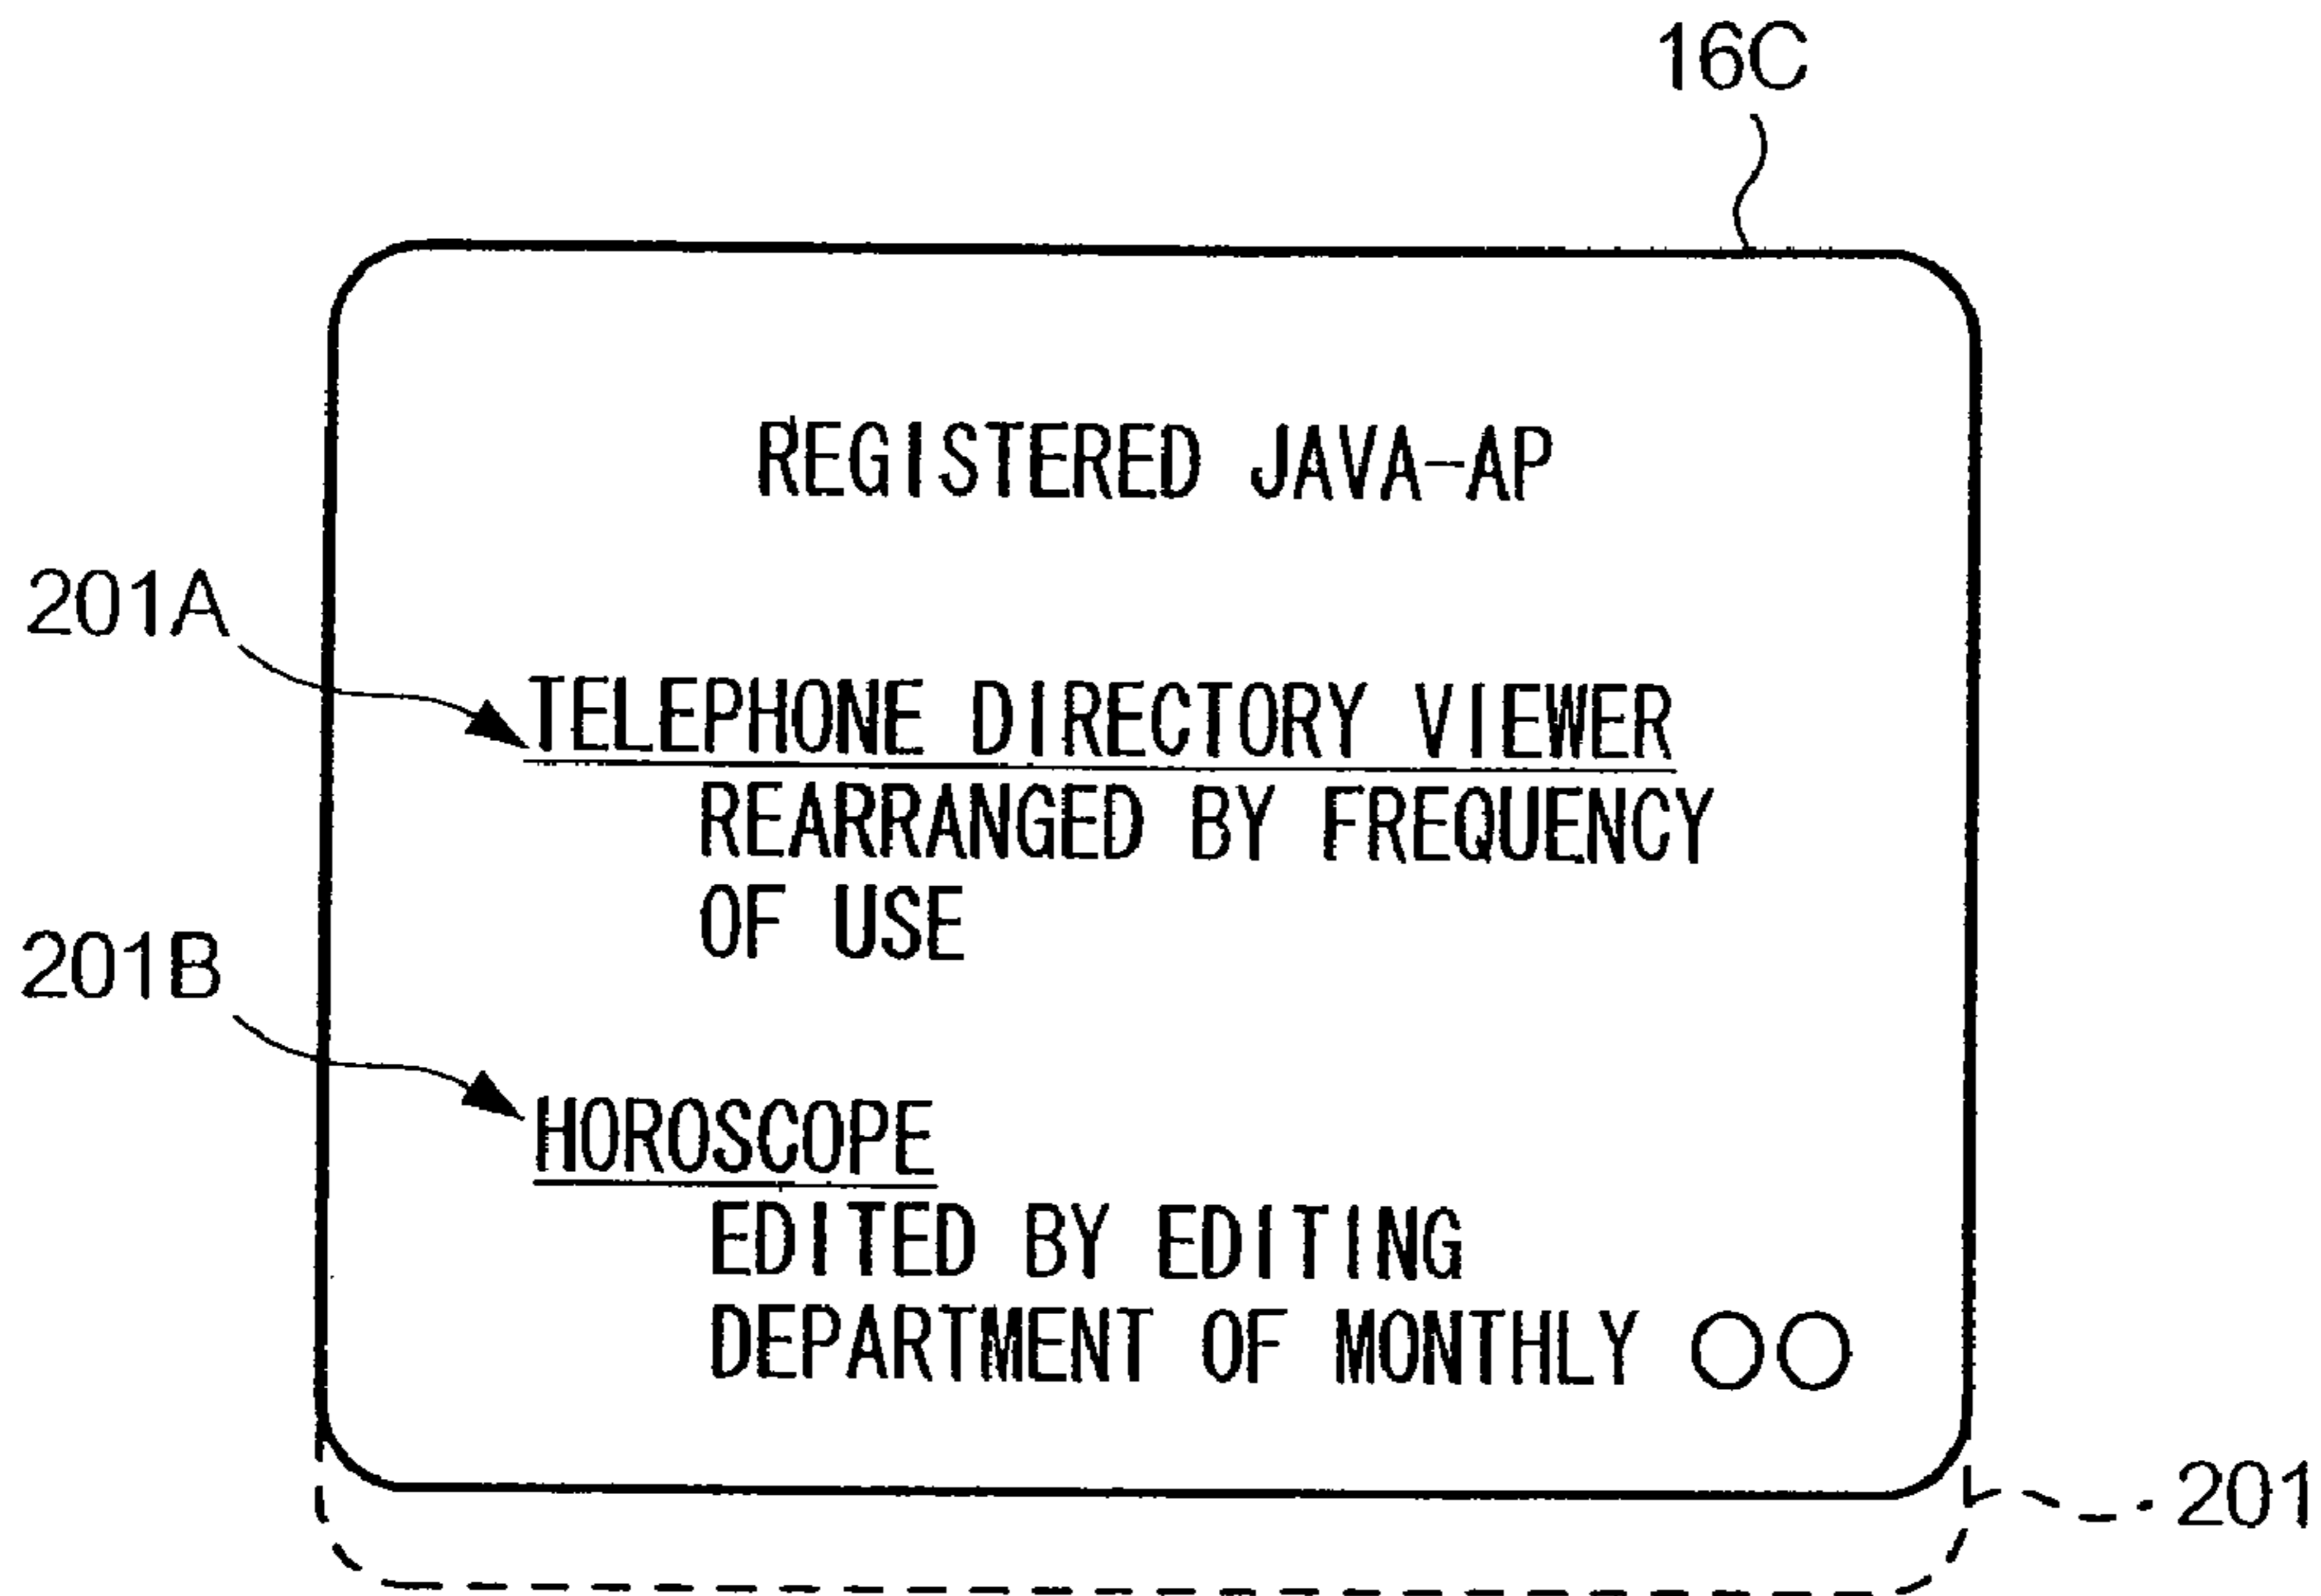 16C
REGISTERED JAVA-AP
201A
TELEPHONE DIRECTORY VIEWER
REARRANGED BY FREQUENCY
OF USE
201B
HOROSCOPE
EDITED BY EDITING
DEPARTMENT OF MONTHLY ○○
201